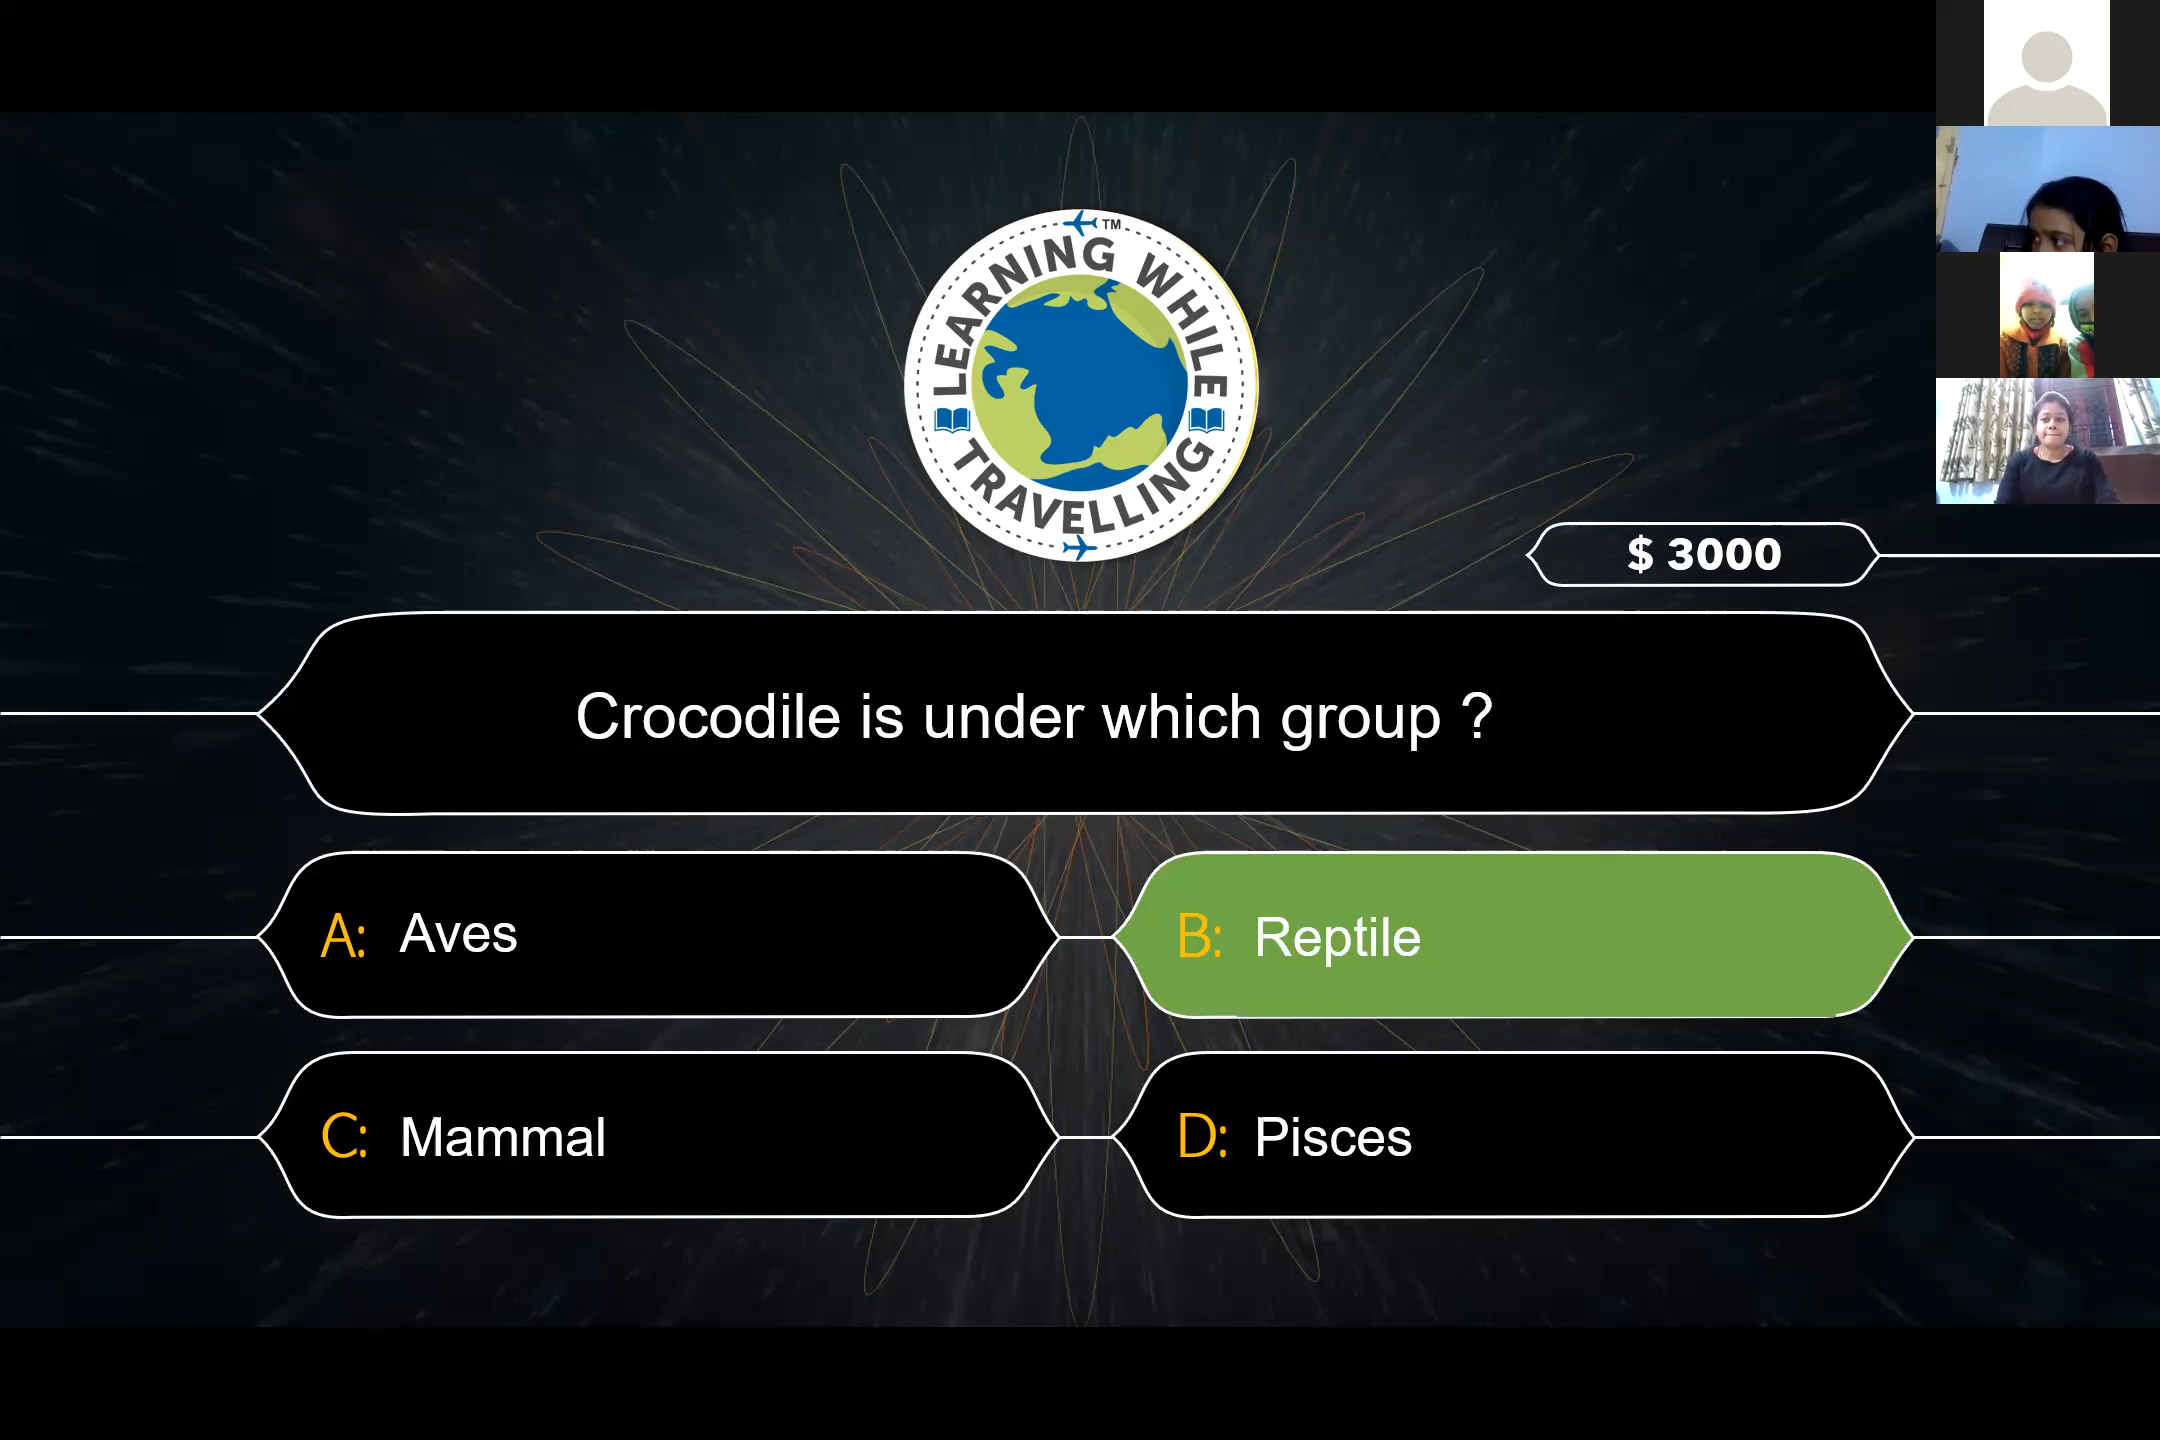 LEARNING WHILE
TRAVELLING
TM
$ 3000
Crocodile is under which group ?
A: Aves
B: Reptile
C: Mammal
D: Pisces